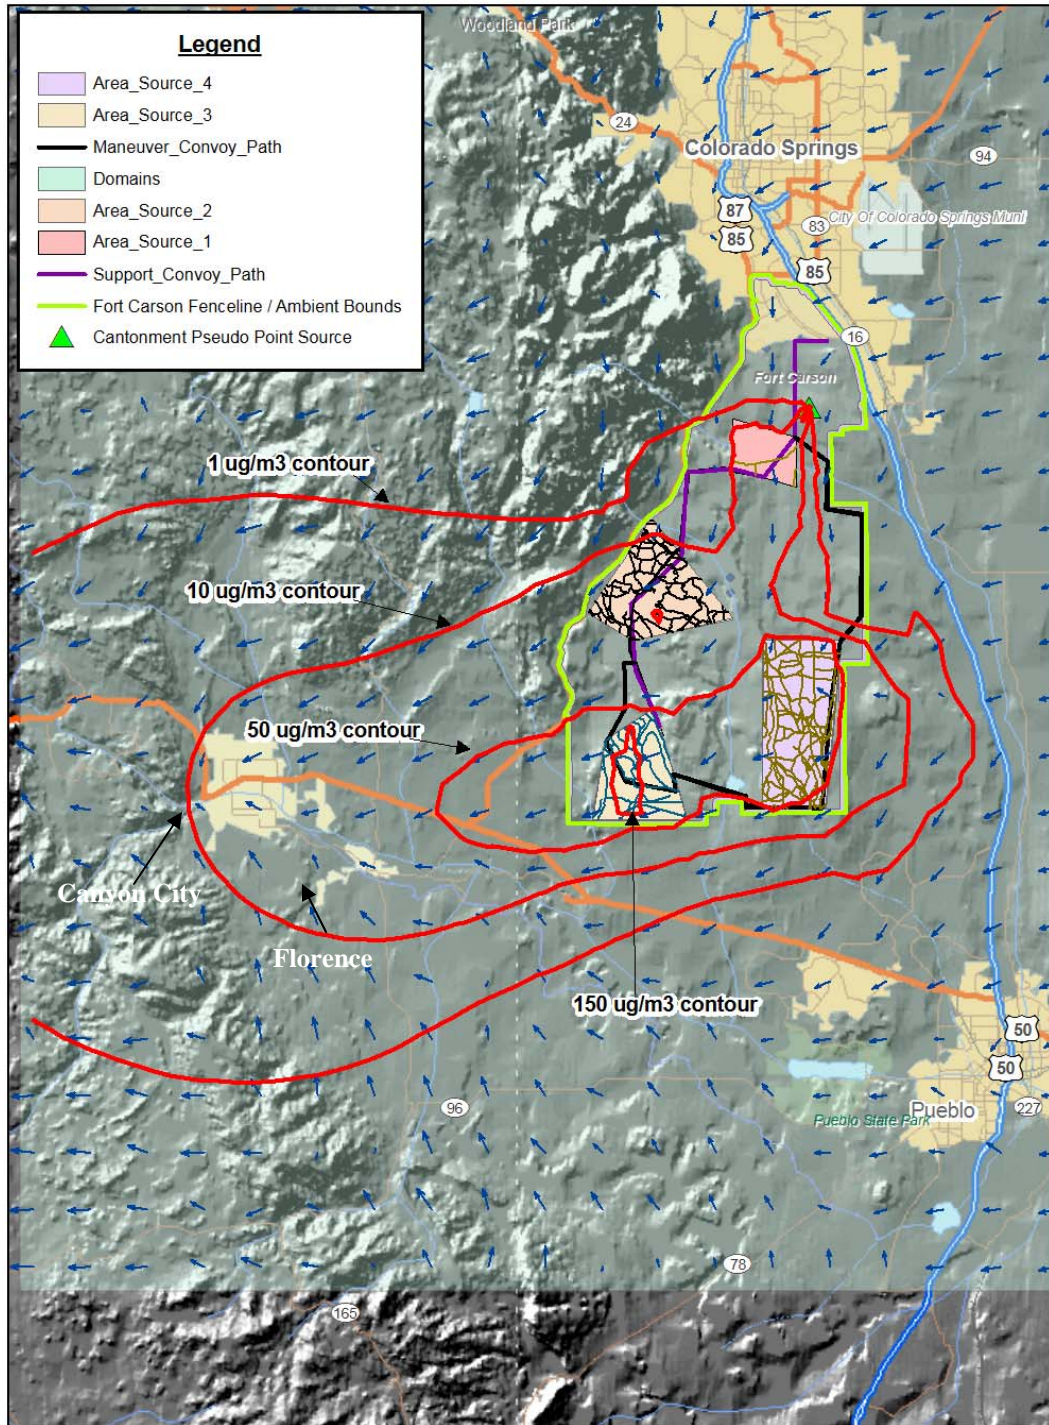 Woodland Park
Legend
Area_Source_4
Area_Source_3
Maneuver_Convoy_Path
Domains
Area_Source_2
Area_Source_1
Support_Convoy_Path
Fort Carson Fenceline / Ambient Bounds
Cantonment Pseudo Point Source
24
Colorado Springs
94
87
City Of Colorado Springs Muni
83
85
85
16
Fort Carson
1 ug/m3 contour
10 ug/m3 contour
50 ug/m3 contour
Canyon City
Florence
150 ug/m3 contour
50
50
96
Pueblo
227
Pueblo State Park
78
165